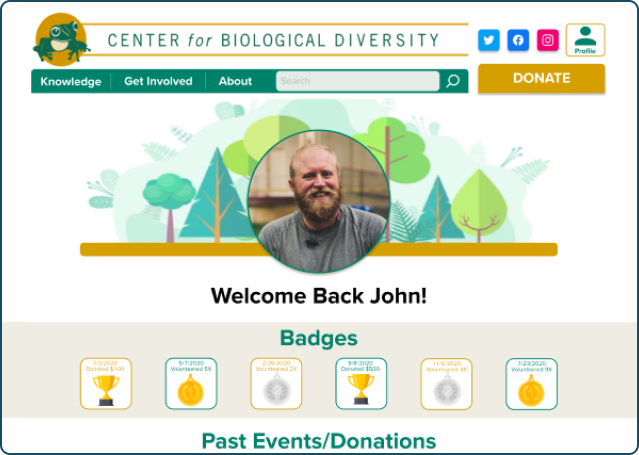 CENTER for BIOLOGICAL DIVERSITY
Profile
Knowledge Get Involved About Search
DONATE
Welcome Back John!
Badges
1/3/2020
Donated $100
5/7/2020
Volunteered 5X
2/26/2020
Volunteered 2X
9/8/2020
Donated $500
11/5/2020
Volunteered 4X
7/23/2020
Volunteered 9X
Past Events/Donations